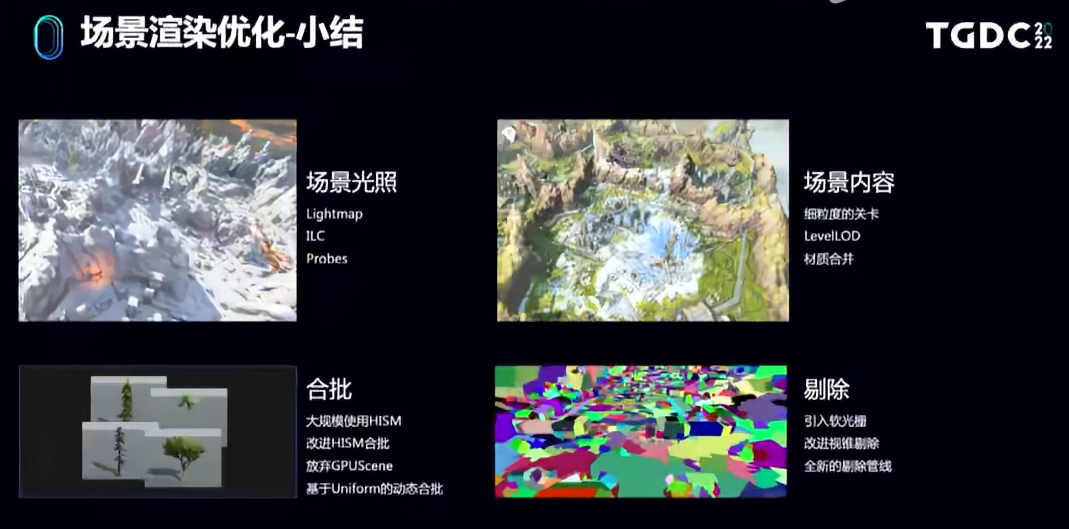 场景渲染优化-小结
TGDC 2022
场景光照
Lightmap
ILC
Probes
场景内容
细粒度的关卡
LevelLOD
材质合并
合批
大规模使用HISM
改进HISM合批
放弃GPUScene
基于Uniform的动态合批
剔除
引入软光栅
改进视锥剔除
全新的剔除管线